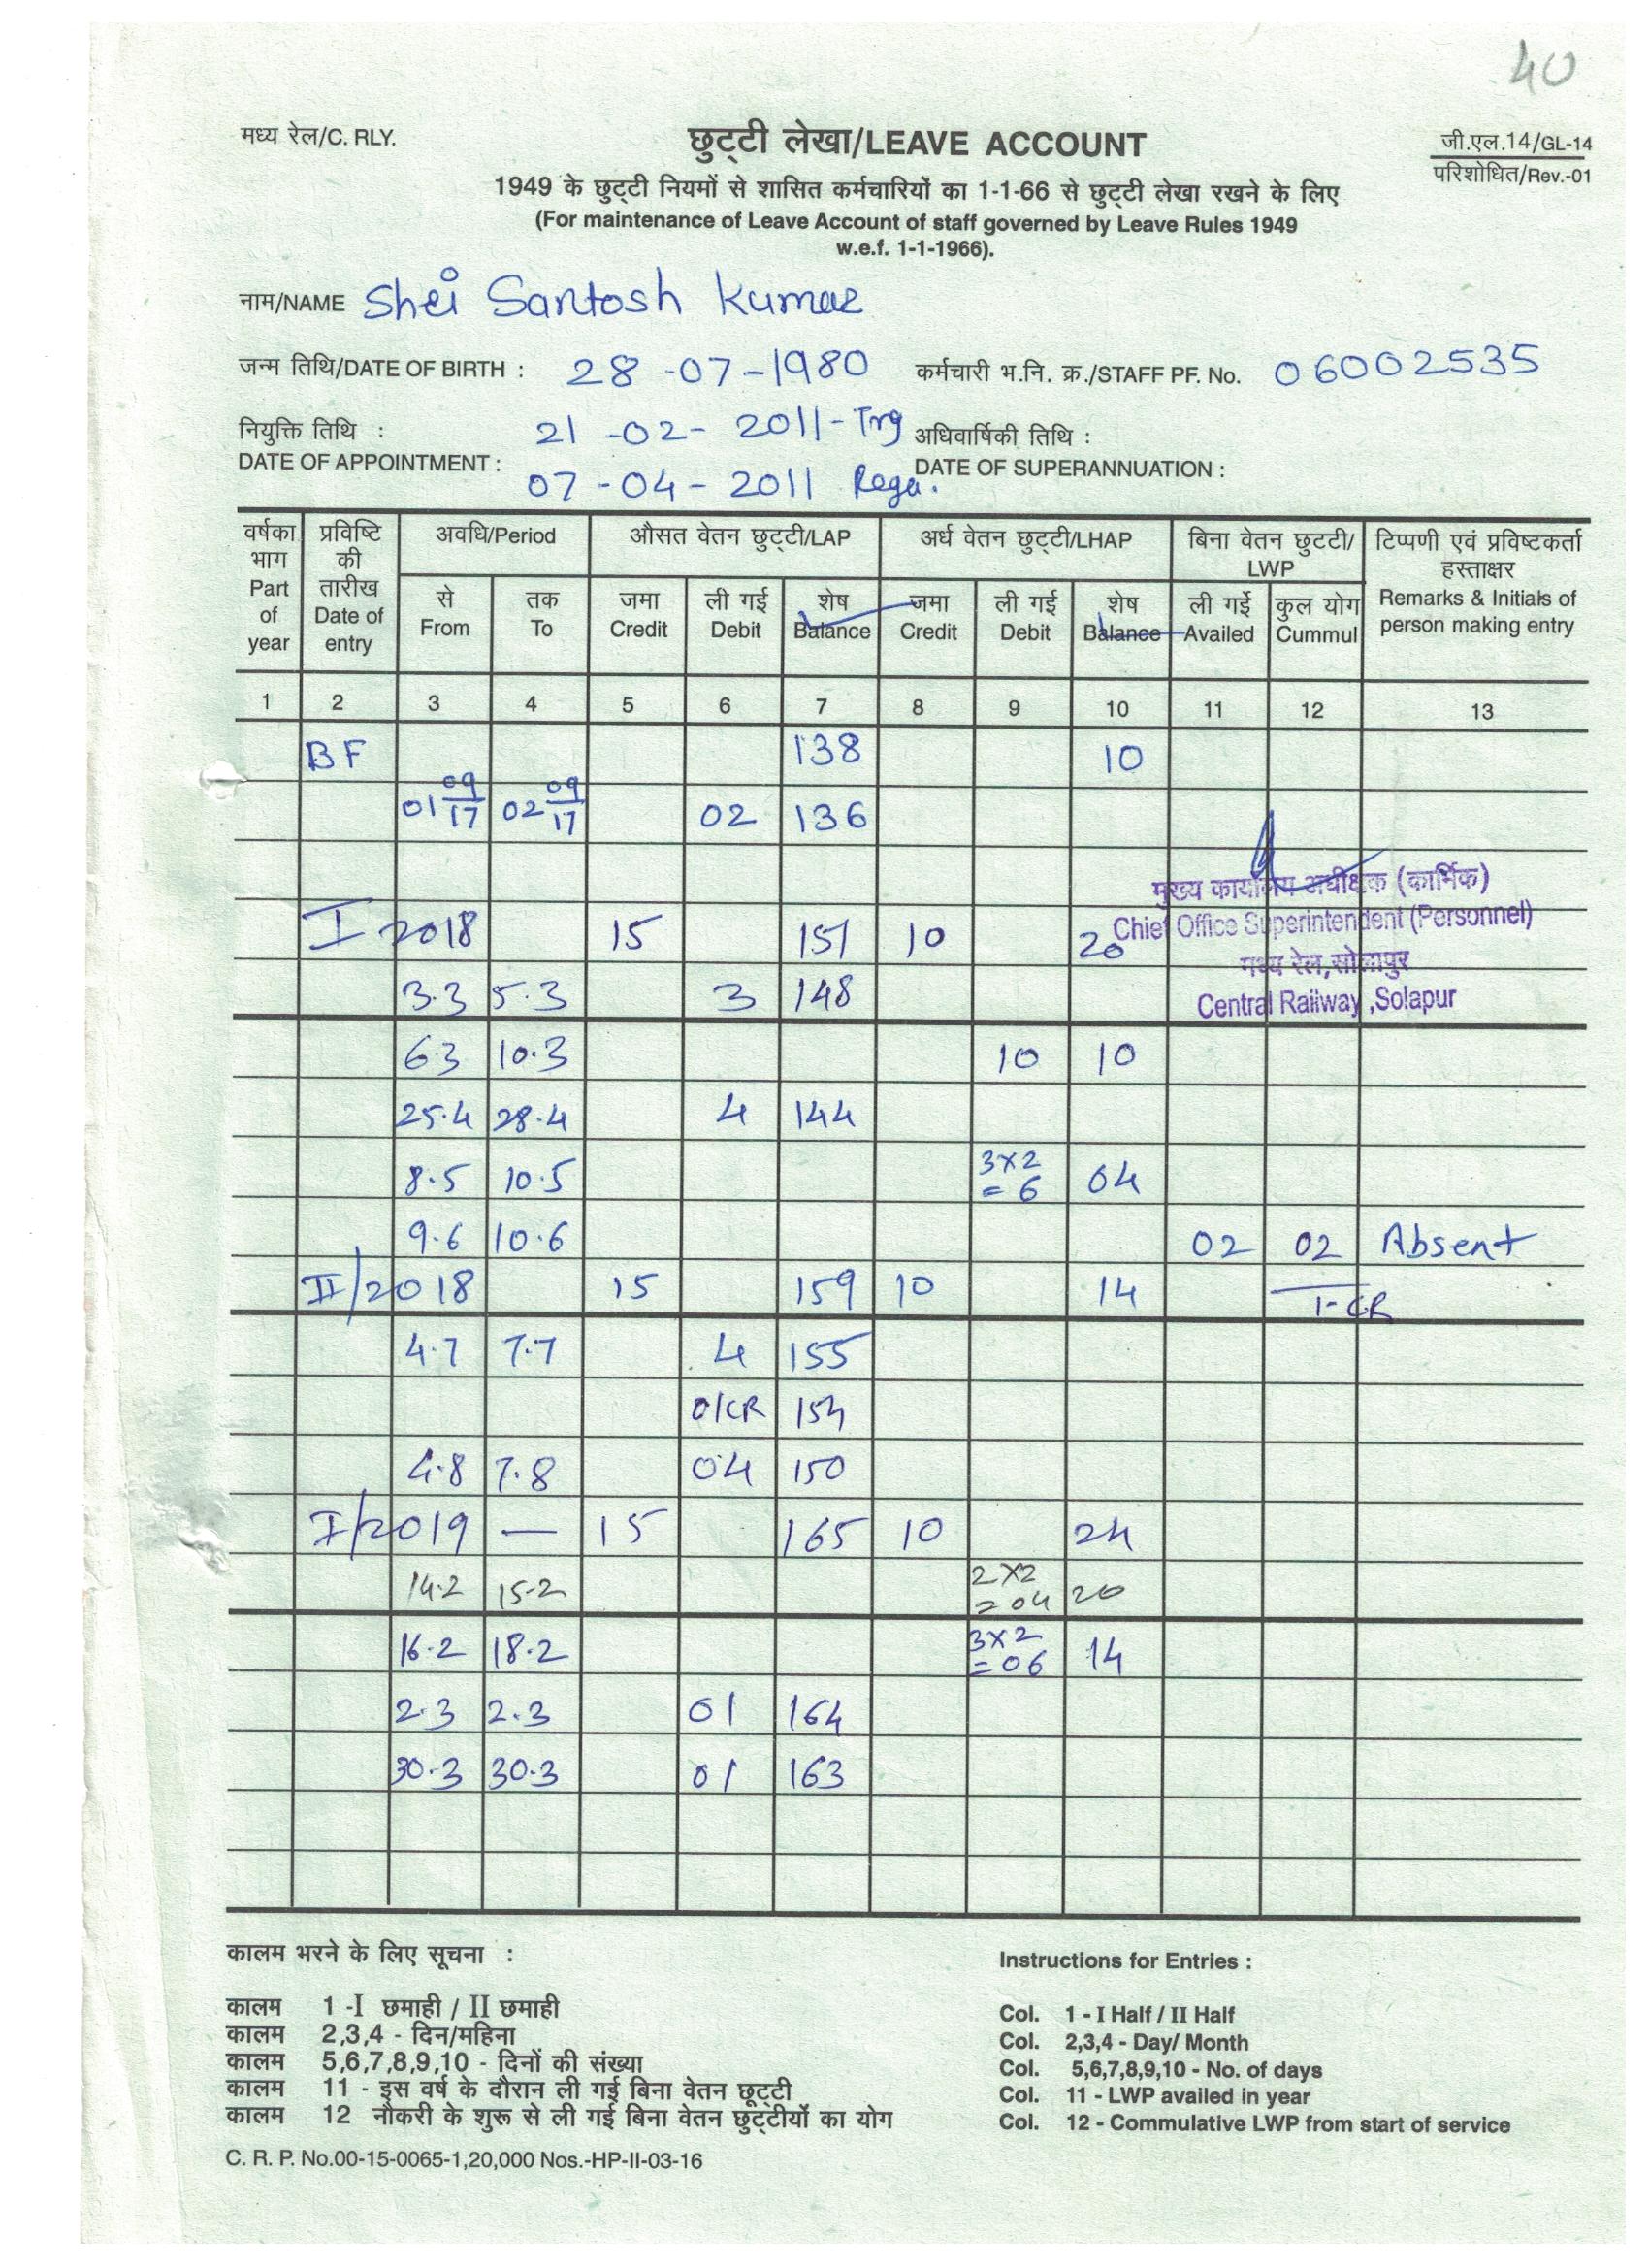 40
मध्य रेल/C. RLY.
छुट्टी लेखा/LEAVE ACCOUNT
जी.एल.14/GL-14
परिशोधित/Rev.-01
1949 के छुट्टी नियमों से शासित कर्मचारियों का 1-1-66 से छुट्टी लेखा रखने के लिए
(For maintenance of Leave Account of staff governed by Leave Rules 1949
w.e.f. 1-1-1966).
नाम/NAME Shri Santosh Kumar
जन्म तिथि/DATE OF BIRTH : 28-07-1980 कर्मचारी भ.नि. क्र./STAFF PF. No. 06002535
नियुक्ति तिथि : 21-02-2011-Trg अधिवार्षिकी तिथि :
DATE OF APPOINTMENT : 07-04-2011 Regu. DATE OF SUPERANNUATION :
वर्षका भाग Part of year प्रविष्टि की तारीख Date of entry अवधि/Period औसत वेतन छुट्टी/LAP अर्ध वेतन छुट्टी/LHAP बिना वेतन छुटटी/LWP टिप्पणी एवं प्रविष्टकर्ता हस्ताक्षर Remarks & Initials of person making entry
से From तक To जमा Credit ली गई Debit शेष Balance जमा Credit ली गई Debit शेष Balance ली गई Availed कुल योग Cummul
1 2 3 4 5 6 7 8 9 10 11 12 13
BF 138 10
01 09/17 02 09/17 02 136
मुख्य कार्यालय अधीक्षक (कार्मिक)
I 2018 15 151 10 20
Chief Office Superintendent (Personnel)
मध्य रेल,सोलापुर
3.3 5.3 3 148
Central Railway ,Solapur
6.3 10.3 10 10
25.4 28.4 4 144
8.5 10.5 3x2 = 6 04
9.6 10.6 02 02 Absent
II/2018 15 159 10 14 1-CR
4.7 7.7 4 155
01CR 154
4.8 7.8 04 150
I/2019 — 15 165 10 24
14.2 15.2 2x2 = 04 20
16.2 18.2 3x2 = 06 14
2.3 2.3 01 164
30.3 30.3 01 163
कालम भरने के लिए सूचना :
Instructions for Entries :
कालम 1 -I छमाही / II छमाही
कालम 2,3,4 - दिन/महिना
कालम 5,6,7,8,9,10 - दिनों की संख्या
कालम 11 - इस वर्ष के दौरान ली गई बिना वेतन छूट्टी
कालम 12 नौकरी के शुरू से ली गई बिना वेतन छुट्टीयों का योग
Col. 1 - I Half / II Half
Col. 2,3,4 - Day/ Month
Col. 5,6,7,8,9,10 - No. of days
Col. 11 - LWP availed in year
Col. 12 - Commulative LWP from start of service
C. R. P. No.00-15-0065-1,20,000 Nos.-HP-II-03-16